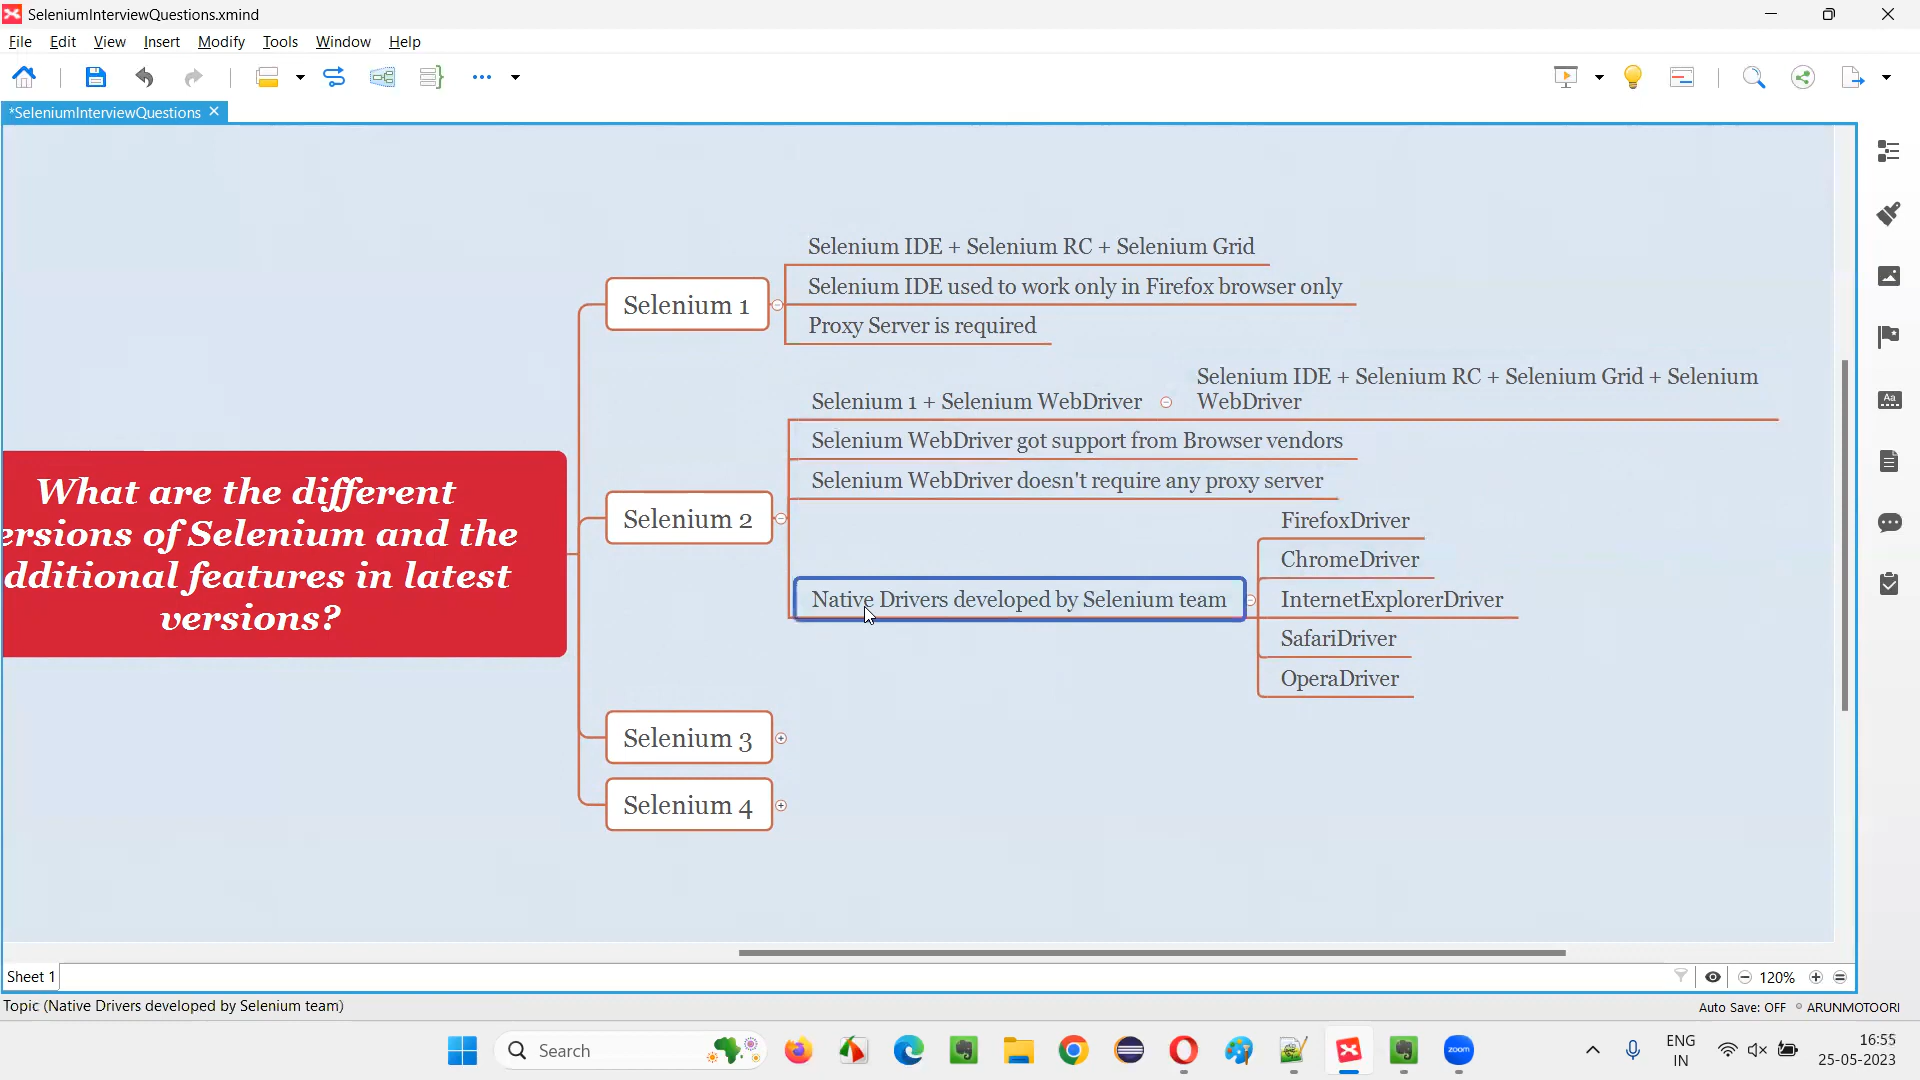 SeleniumInterviewQuestions.xmind
File Edit View Insert Modify Tools Window Help
*SeleniumInterviewQuestions
Selenium IDE + Selenium RC + Selenium Grid
Selenium 1
Selenium IDE used to work only in Firefox browser only
Proxy Server is required
Selenium 1 + Selenium WebDriver
Selenium IDE + Selenium RC + Selenium Grid + Selenium
WebDriver
Selenium WebDriver got support from Browser vendors
Selenium WebDriver doesn't require any proxy server
Selenium 2
Native Drivers developed by Selenium team
FirefoxDriver
ChromeDriver
InternetExplorerDriver
SafariDriver
OperaDriver
What are the different
ersions of Selenium and the
dditional features in latest
versions?
Selenium 3
Selenium 4
Sheet 1
120%
Topic (Native Drivers developed by Selenium team)
Auto Save: OFF
ARUNMOTOORI
Search
zoom
ENG
IN
16:55
25-05-2023
Aa